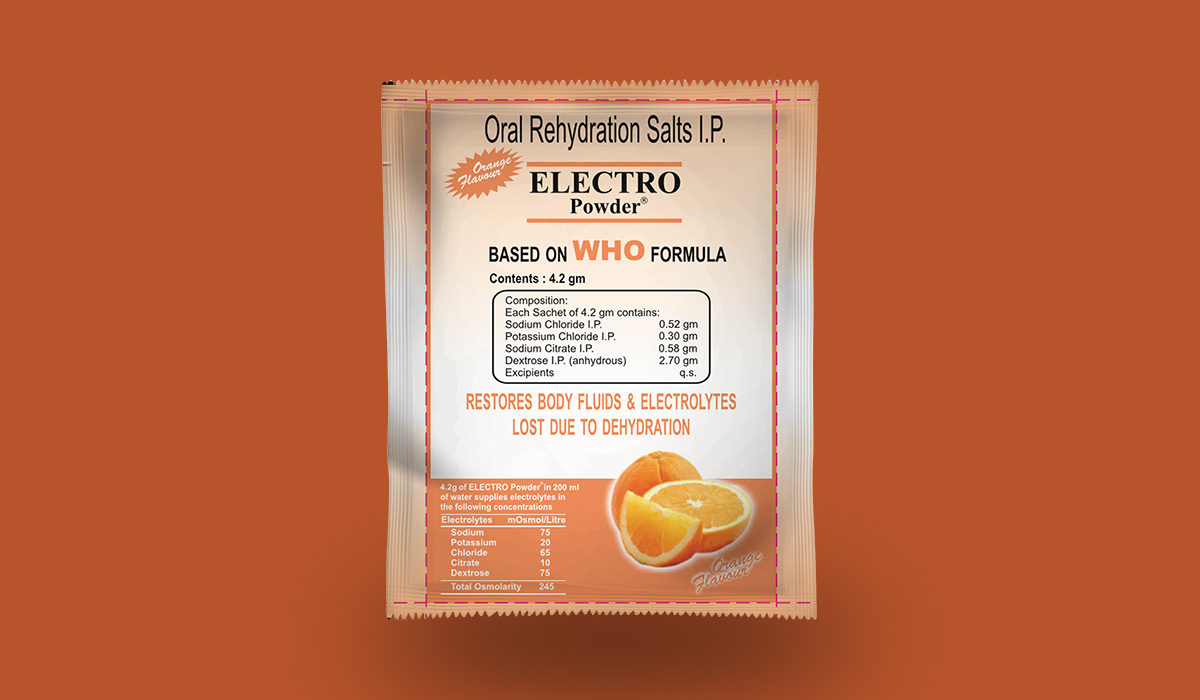 Oral Rehydration Salts I.P.
Orange
Flavour
ELECTRO
Powder®
BASED ON WHO FORMULA
Contents : 4.2 gm
Composition:
Each Sachet of 4.2 gm contains:
Sodium Chloride I.P. 0.52 gm
Potassium Chloride I.P. 0.30 gm
Sodium Citrate I.P. 0.58 gm
Dextrose I.P. (anhydrous) 2.70 gm
Excipients q.s.
RESTORES BODY FLUIDS & ELECTROLYTES
LOST DUE TO DEHYDRATION
4.2g of ELECTRO Powder® in 200 ml
of water supplies electrolytes in
the following concentrations
Electrolytes mOsmol/Litre
Sodium 75
Potassium 20
Chloride 65
Citrate 10
Dextrose 75
Total Osmolarity 245
Orange
Flavour